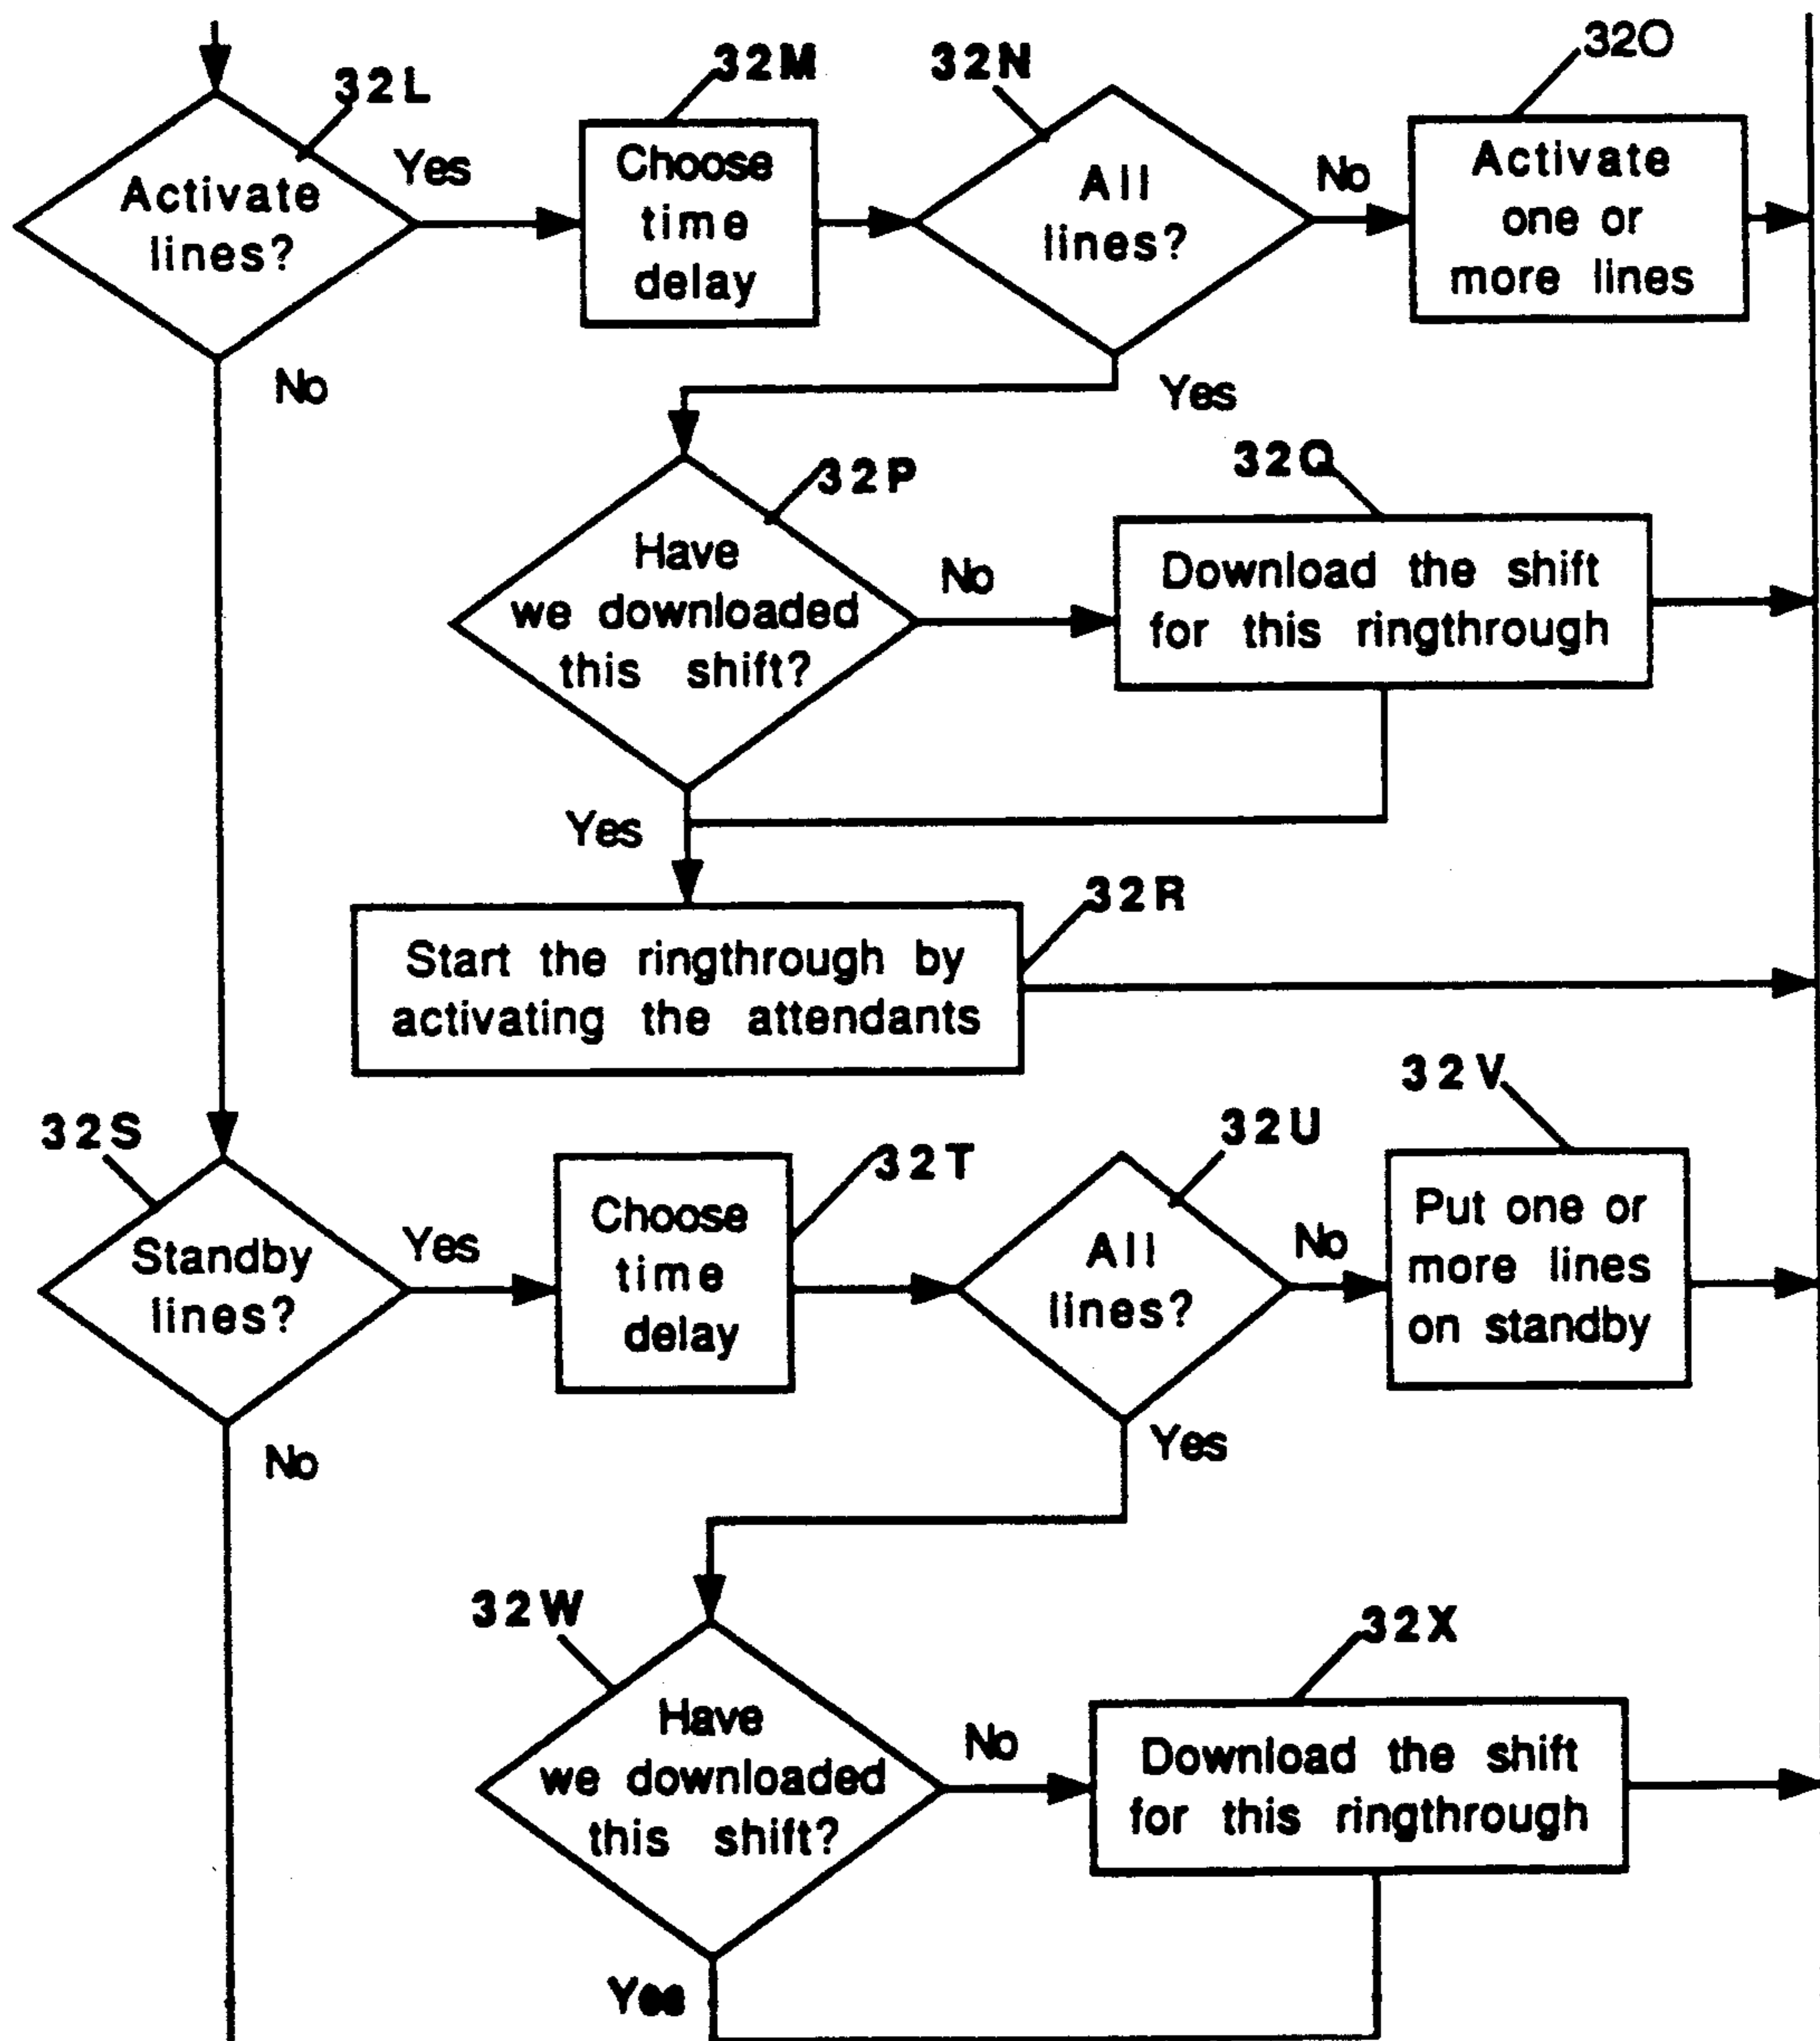 32L
Activate
lines?
Yes
No
32M
Choose
time
delay
32N
All
lines?
No
Yes
32O
Activate
one or
more lines
32P
Have
we downloaded
this shift?
No
Yes
32Q
Download the shift
for this ringthrough
32R
Start the ringthrough by
activating the attendants
32S
Standby
lines?
Yes
No
32T
Choose
time
delay
32U
All
lines?
No
Yes
32V
Put one or
more lines
on standby
32W
Have
we downloaded
this shift?
No
Yes
32X
Download the shift
for this ringthrough